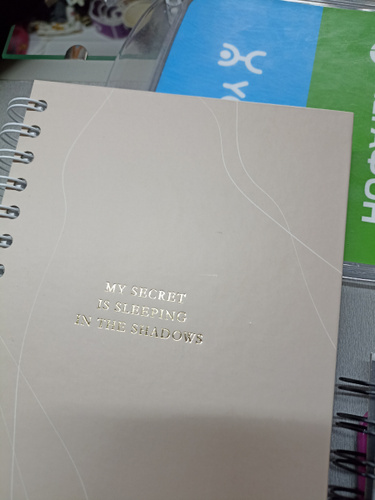 MY SECRET
IS SLEEPING
IN THE SHADOWS